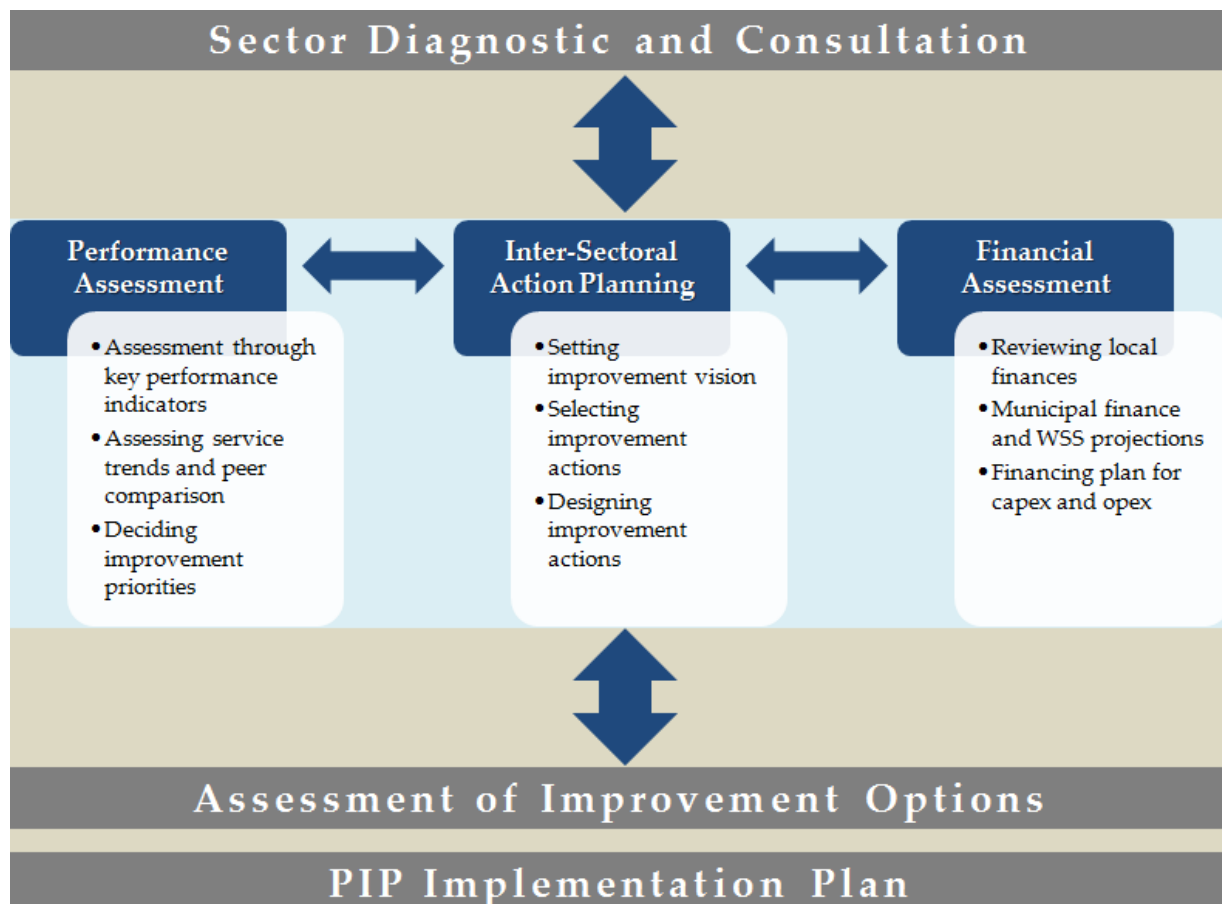 Sector Diagnostic and Consultation
Performance
Assessment
•Assessment through
key performance
indicators
•Assessing service
trends and peer
comparison
•Deciding
improvement
priorities
Inter-Sectoral
Action Planning
•Setting
improvement vision
•Selecting
improvement
actions
•Designing
improvement
actions
Financial
Assessment
•Reviewing local
finances
•Municipal finance
and WSS projections
•Financing plan for
capex and opex
Assessment of Improvement Options
PIP Implementation Plan